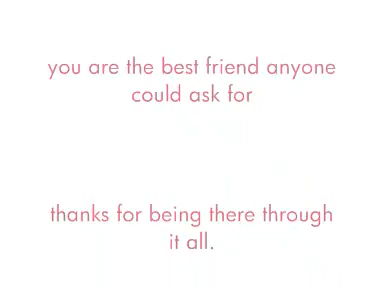 you are the best friend anyone
could ask for
thanks for being there through
it all.